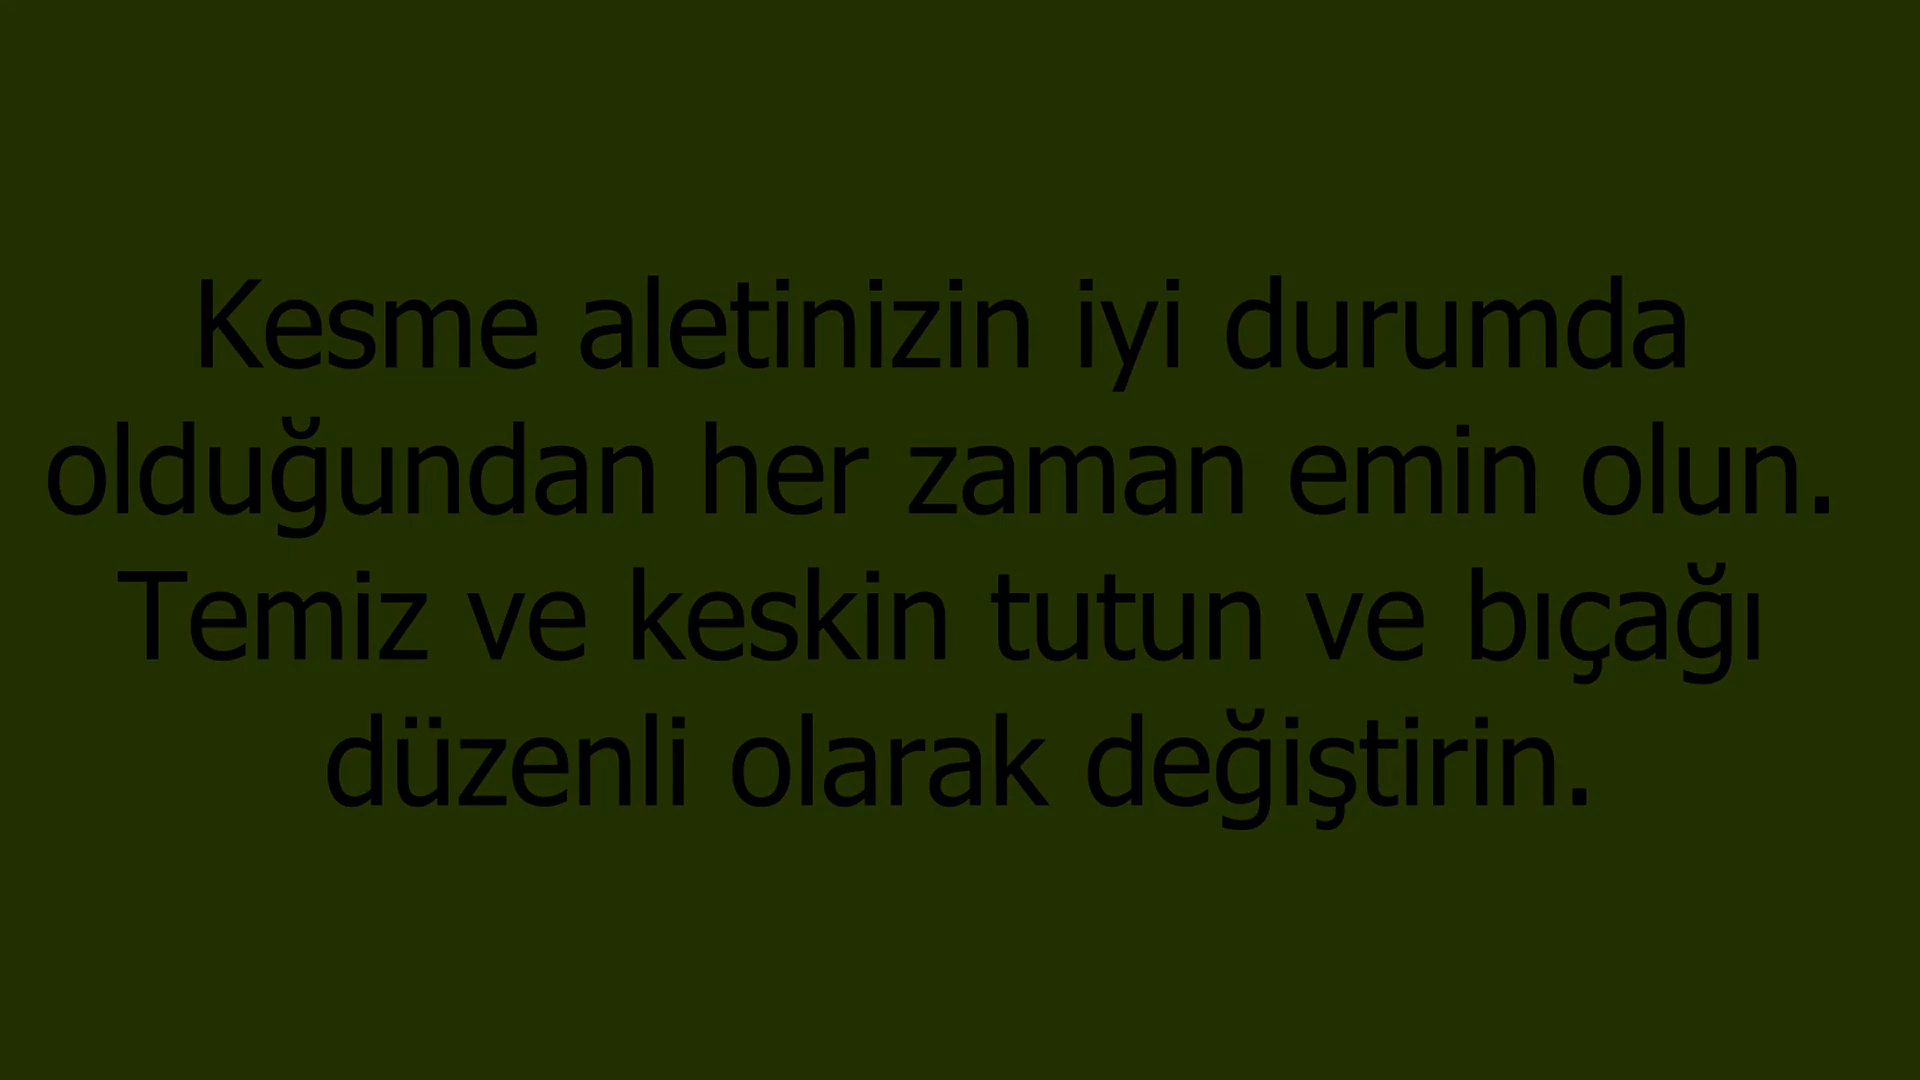 Kesme aletinizin iyi durumda
olduğundan her zaman emin olun.
Temiz ve keskin tutun ve bıçağı
düzenli olarak değiştirin.